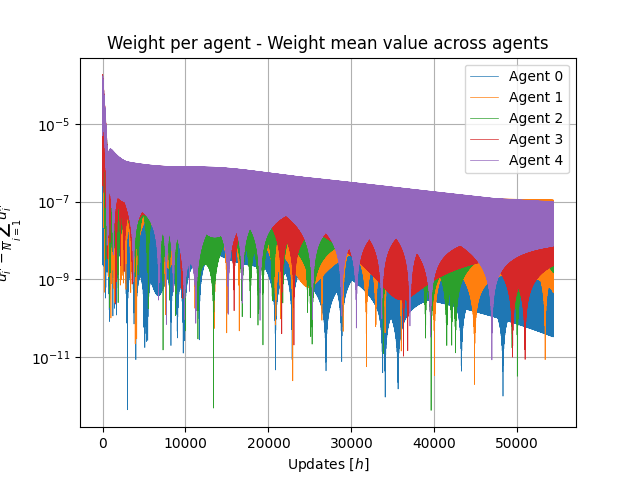 Weight per agent - Weight mean value across agents
Agent 0
Agent 1
Agent 2
Agent 3
Agent 4
10⁻⁵
10⁻⁷
10⁻⁹
10⁻¹¹
0
10000
20000
30000
40000
50000
Updates [h]